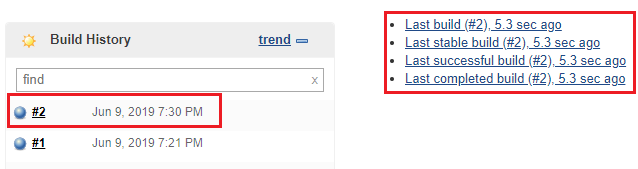 Build History
trend
find
x
#2 Jun 9, 2019 7:30 PM
#1 Jun 9, 2019 7:21 PM
Last build (#2), 5.3 sec ago
Last stable build (#2), 5.3 sec ago
Last successful build (#2), 5.3 sec ago
Last completed build (#2), 5.3 sec ago